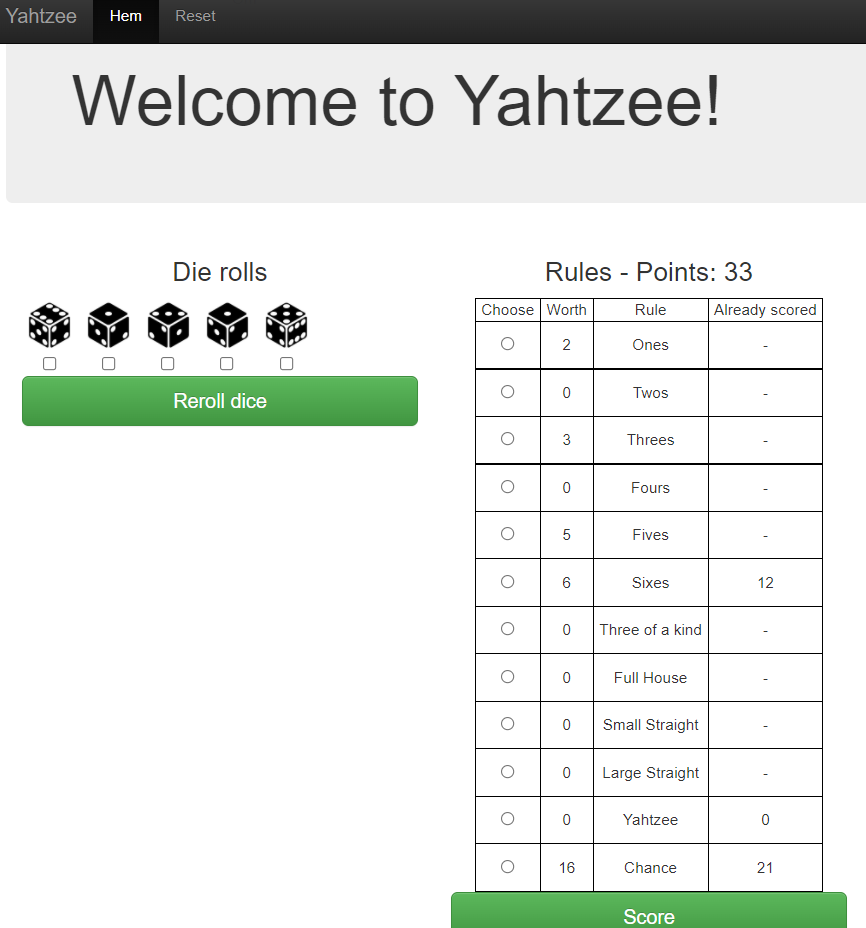 Yahtzee Hem Reset
Welcome to Yahtzee!
Die rolls
Reroll dice
Rules - Points: 33
Choose Worth Rule Already scored
2 Ones -
0 Twos -
3 Threes -
0 Fours -
5 Fives -
6 Sixes 12
0 Three of a kind -
0 Full House -
0 Small Straight -
0 Large Straight -
0 Yahtzee 0
16 Chance 21
Score